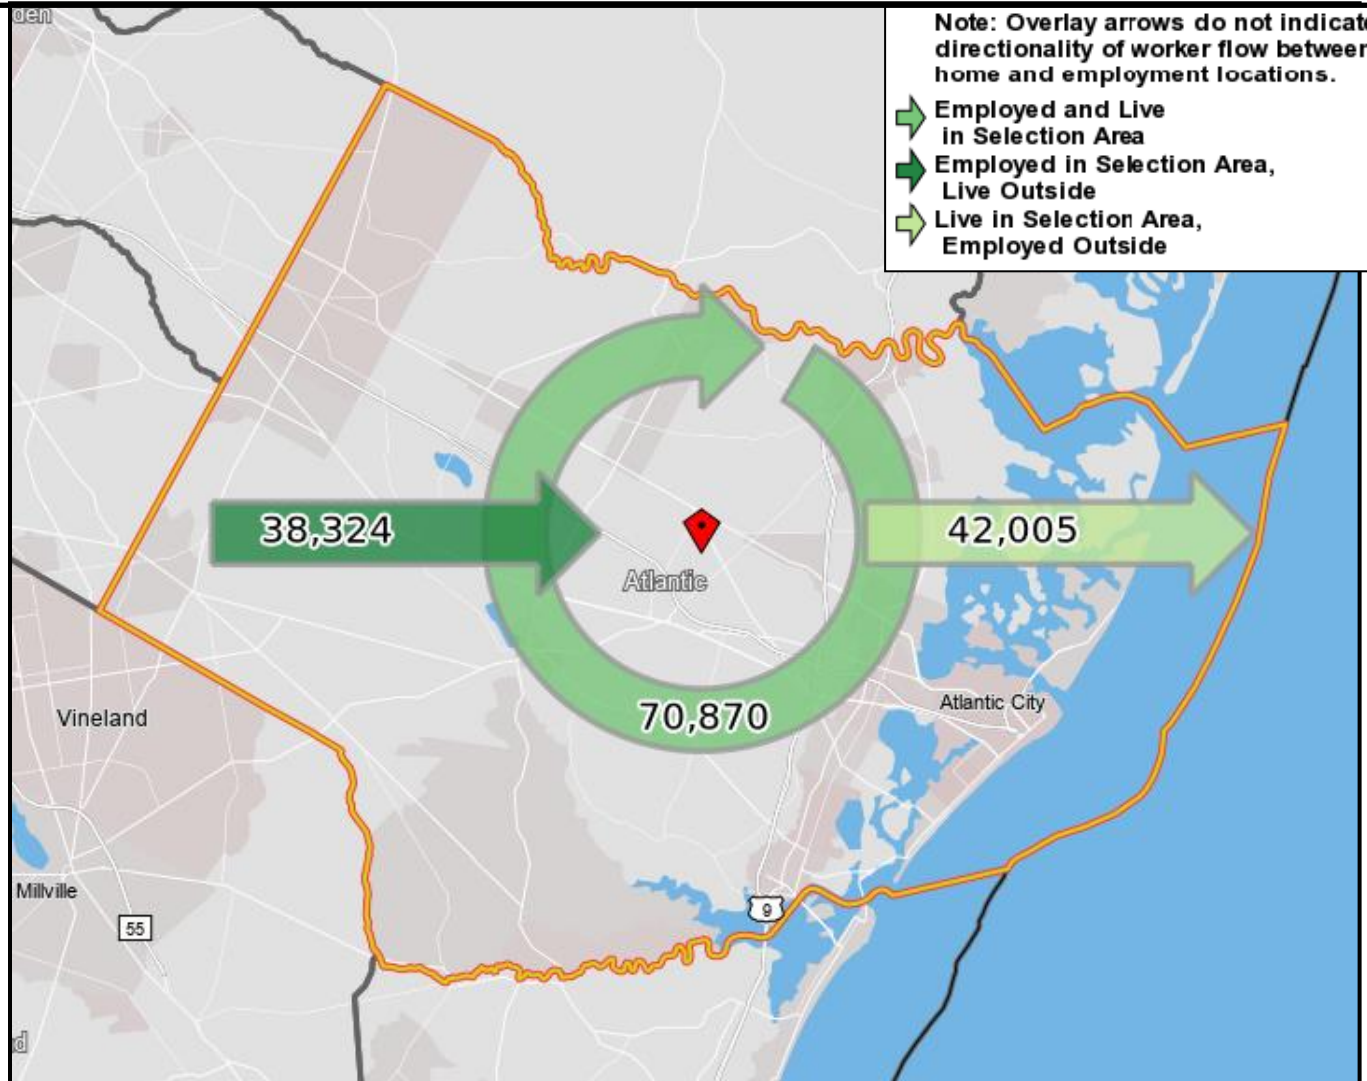 den
Note: Overlay arrows do not indicate
directionality of worker flow between
home and employment locations.
Employed and Live
in Selection Area
Employed in Selection Area,
Live Outside
Live in Selection Area,
Employed Outside
38,324
42,005
Atlantic
70,870
Atlantic City
Vineland
Millville
9
55
d